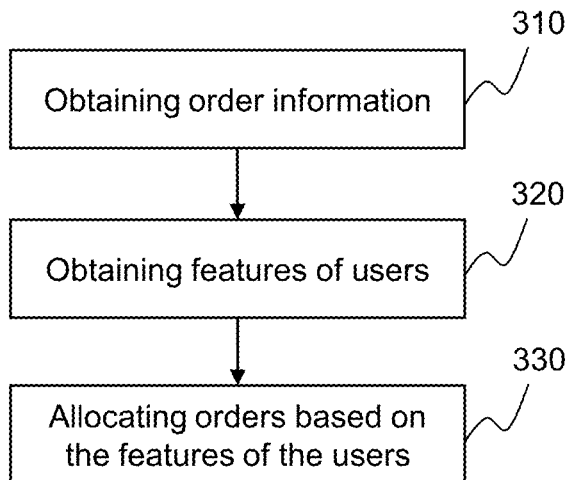 310
Obtaining order information
320
Obtaining features of users
330
Allocating orders based on
the features of the users